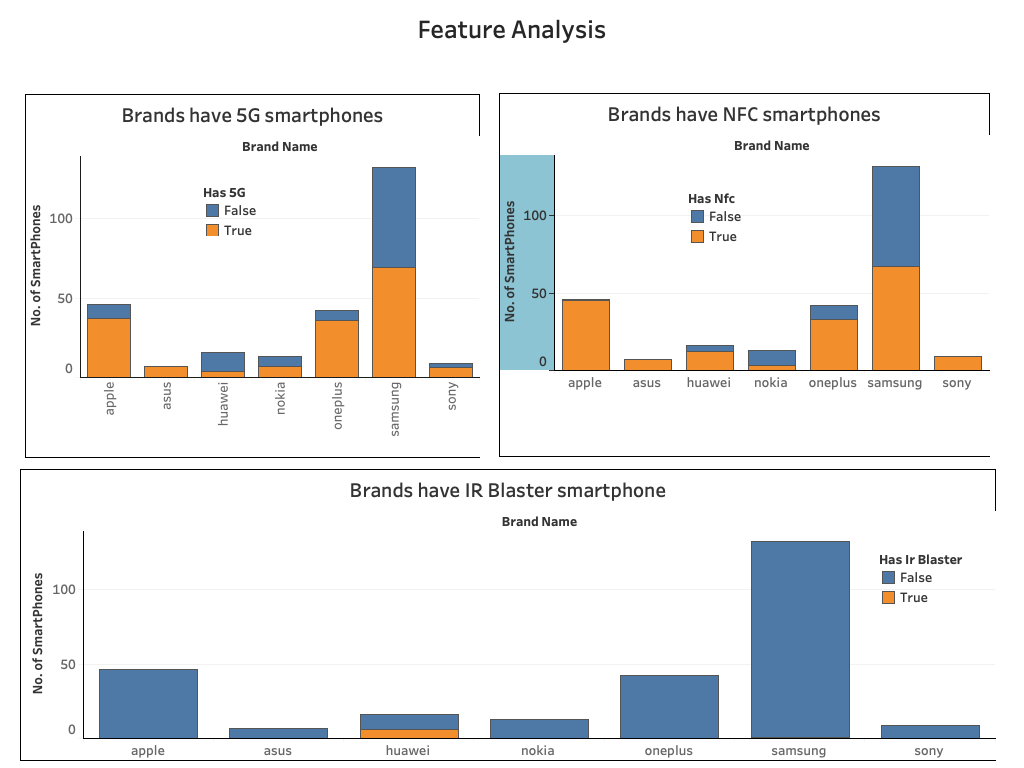 Feature Analysis
Brands have 5G smartphones
Brand Name
No. of SmartPhones
100
50
0
Has 5G
False
True
apple
asus
huawei
nokia
oneplus
samsung
sony
Brands have NFC smartphones
Brand Name
No. of SmartPhones
100
50
0
Has Nfc
False
True
apple
asus
huawei
nokia
oneplus
samsung
sony
Brands have IR Blaster smartphone
Brand Name
No. of SmartPhones
100
50
0
Has Ir Blaster
False
True
apple
asus
huawei
nokia
oneplus
samsung
sony